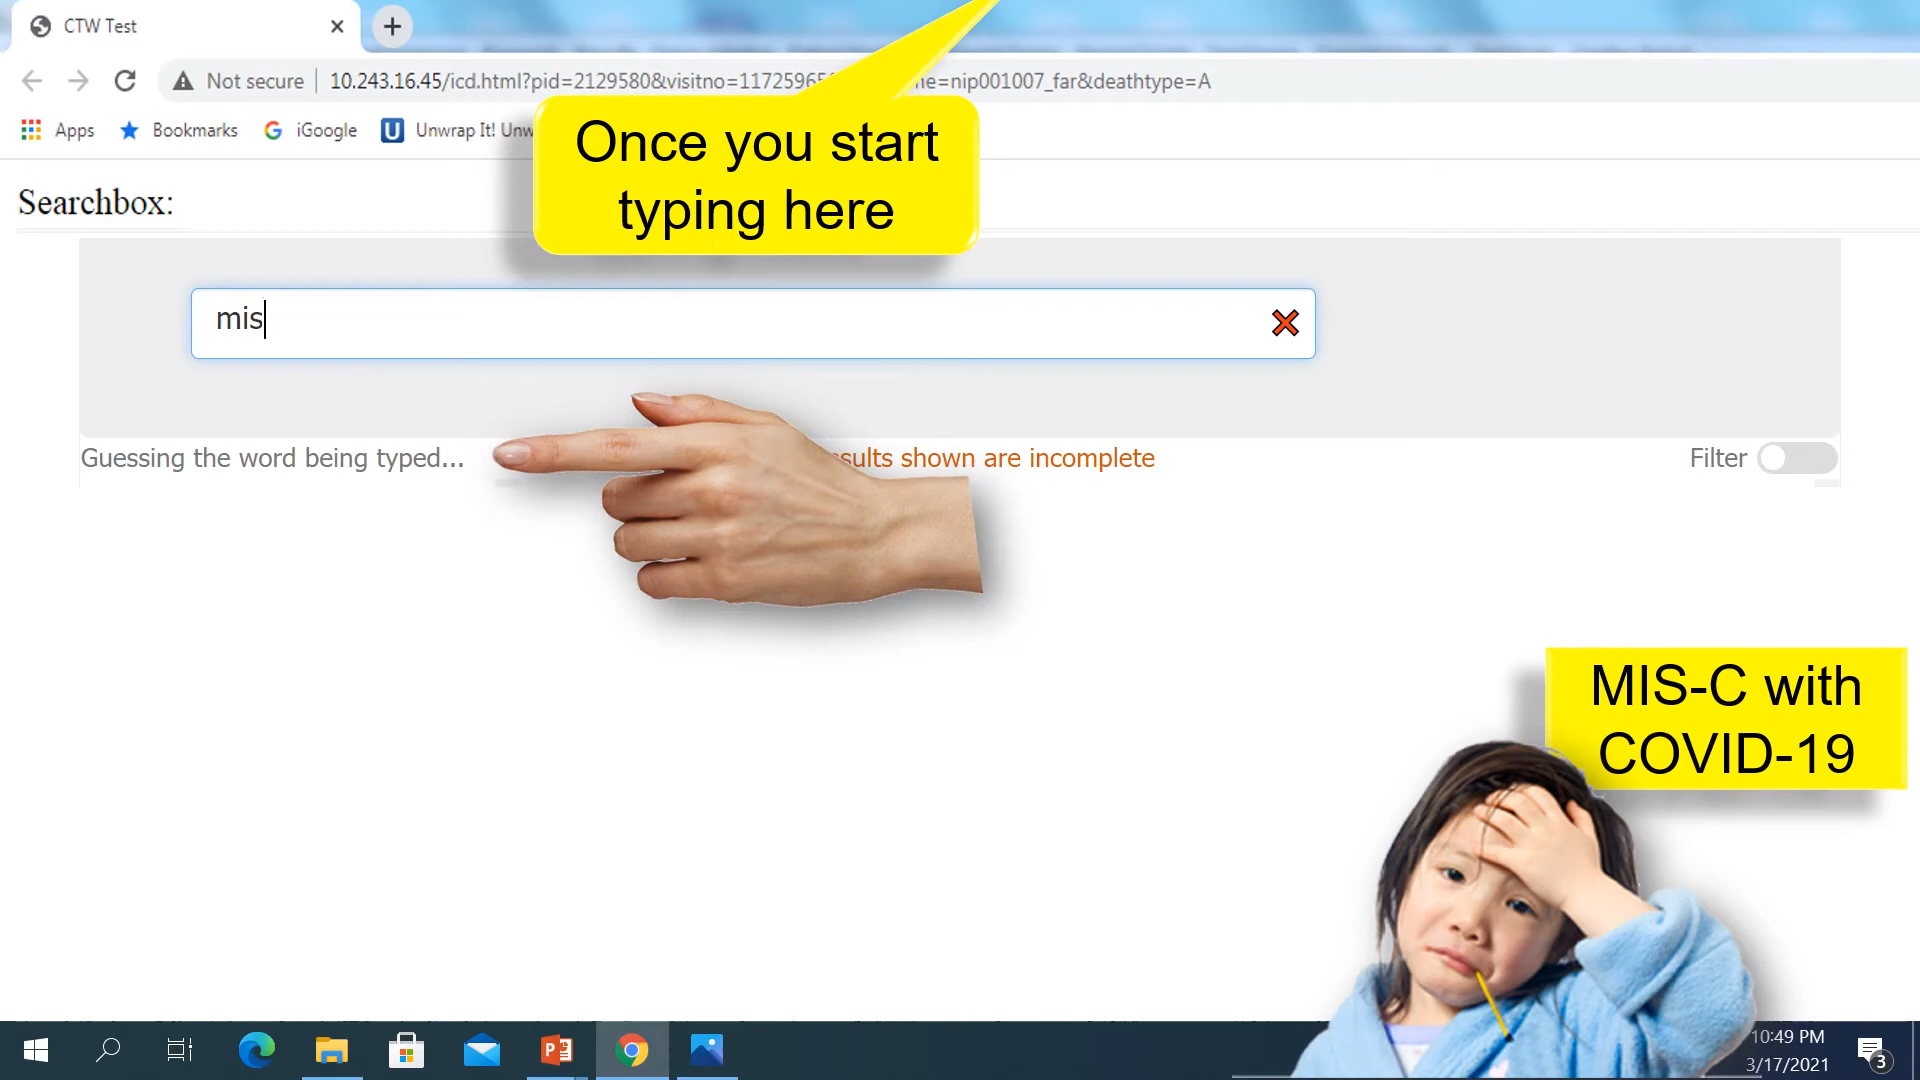 CTW Test
Not secure
10.243.16.45/icd.html?pid=2129580&visitno=11725965
=nip001007_far&deathtype=A
Apps
Bookmarks
G iGoogle
U Unwrap It!
Once you start
typing here
Searchbox:
mis
Guessing the word being typed...
shown are incomplete
Filter
MIS-C with
COVID-19
10:49 PM
3/17/2021
3